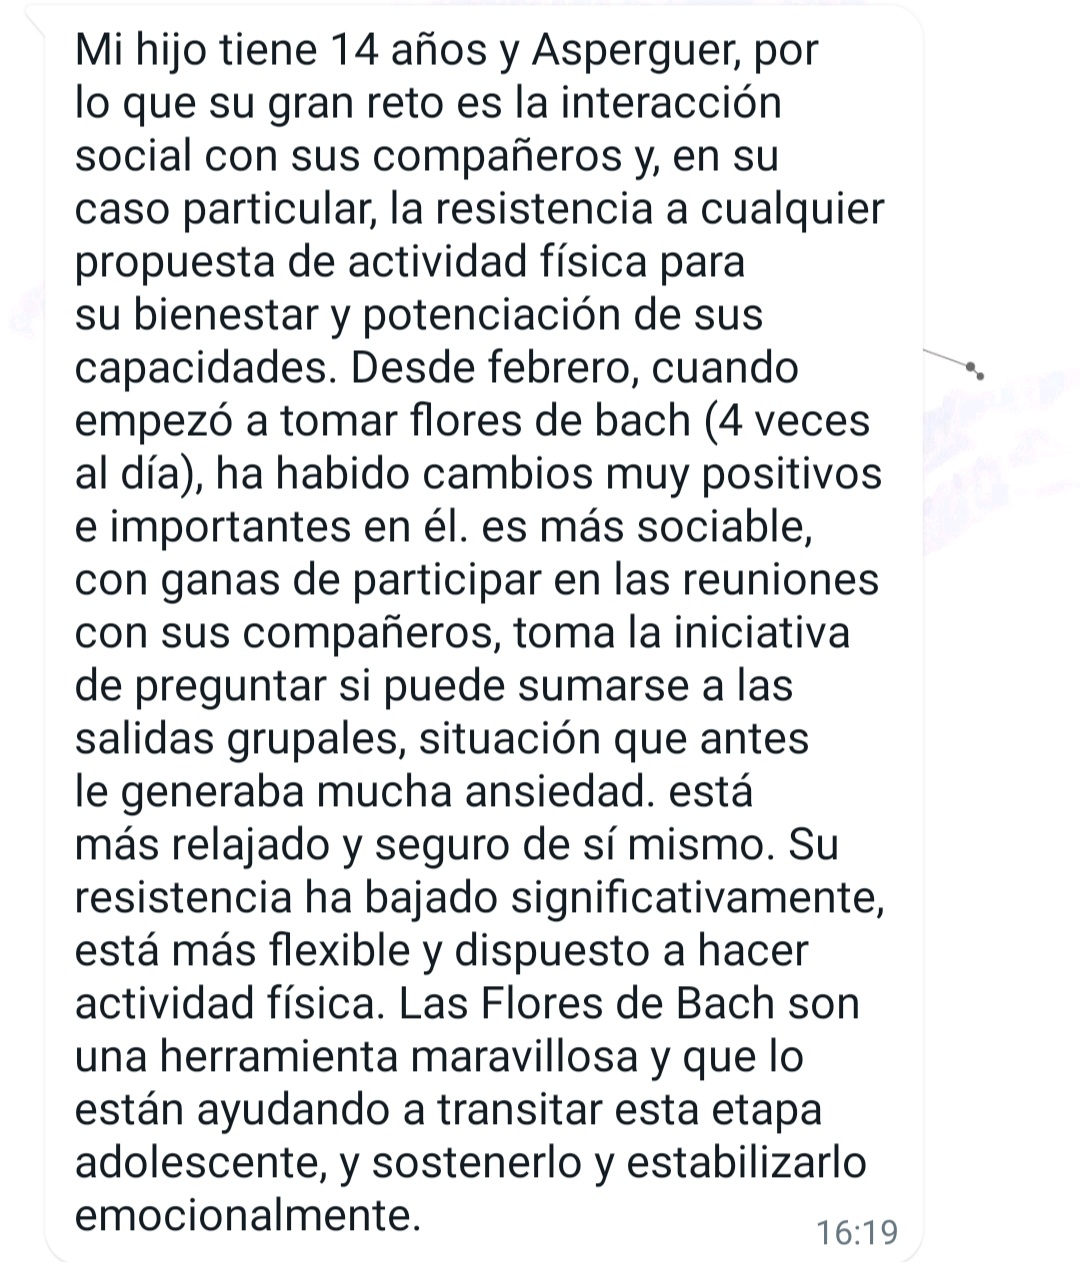 Mi hijo tiene 14 años y Asperguer, por
lo que su gran reto es la interacción
social con sus compañeros y, en su
caso particular, la resistencia a cualquier
propuesta de actividad física para
su bienestar y potenciación de sus
capacidades. Desde febrero, cuando
empezó a tomar flores de bach (4 veces
al día), ha habido cambios muy positivos
e importantes en él. es más sociable,
con ganas de participar en las reuniones
con sus compañeros, toma la iniciativa
de preguntar si puede sumarse a las
salidas grupales, situación que antes
le generaba mucha ansiedad. está
más relajado y seguro de sí mismo. Su
resistencia ha bajado significativamente,
está más flexible y dispuesto a hacer
actividad física. Las Flores de Bach son
una herramienta maravillosa y que lo
están ayudando a transitar esta etapa
adolescente, y sostenerlo y estabilizarlo
emocionalmente.
16:19